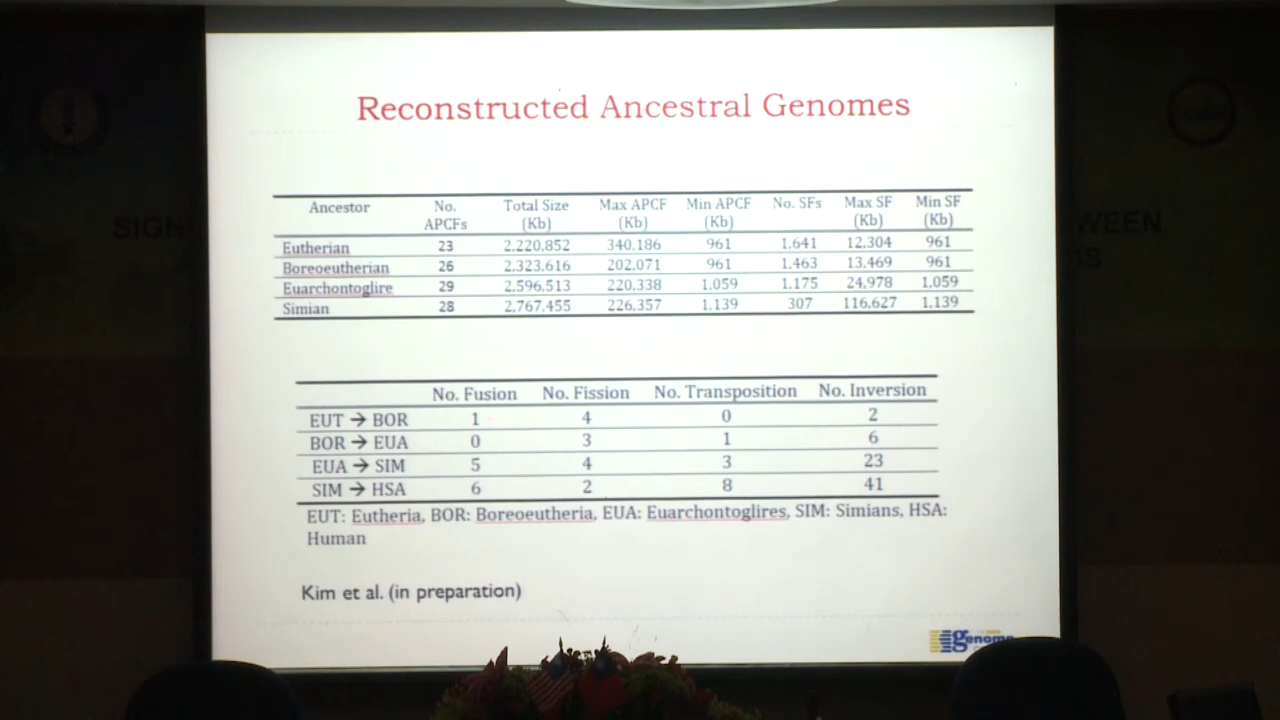 Reconstructed Ancestral Genomes
Ancestor No. APCFs Total Size (Kb) Max APCF (Kb) Min APCF (Kb) No. SFs Max SF (Kb) Min SF (Kb)
Eutherian 23 2.220.852 340.186 961 1.641 12.304 961
Boreoeutherian 26 2.323.616 202.071 961 1.463 13.469 961
Euarchontoglire 29 2.596.513 220.338 1.059 1.175 24.978 1.059
Simian 28 2.767.455 226.357 1.139 307 116.627 1.139
No. Fusion No. Fission No. Transposition No. Inversion
EUT → BOR 1 4 0 2
BOR → EUA 0 3 1 6
EUA → SIM 5 4 3 23
SIM → HSA 6 2 8 41
EUT: Eutheria, BOR: Boreoeutheria, EUA: Euarchontoglires, SIM: Simians, HSA:
Human
Kim et al. (in preparation)
genome